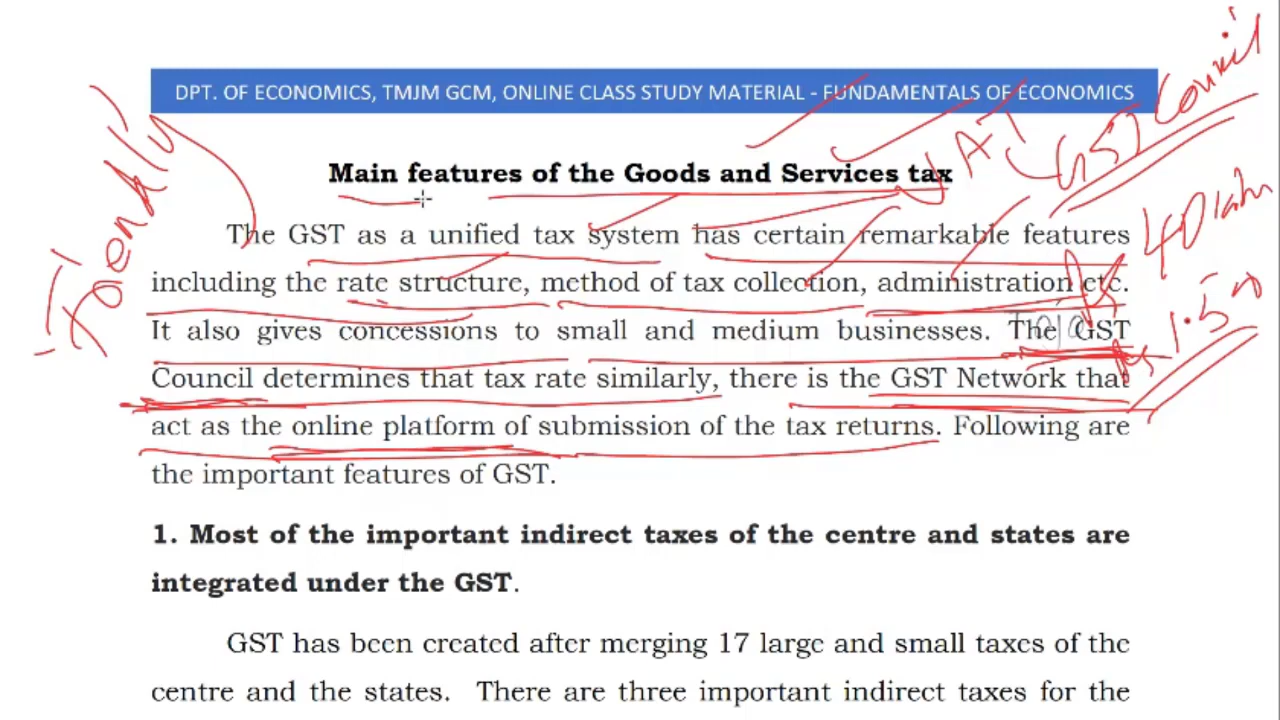 DPT. OF ECONOMICS, TMJM GCM, ONLINE CLASS STUDY MATERIAL - FUNDAMENTALS OF ECONOMICS
Main features of the Goods and Services tax
The GST as a unified tax system has certain remarkable features
including the rate structure, method of tax collection, administration etc.
It also gives concessions to small and medium businesses. The GST
Council determines that tax rate similarly, there is the GST Network that
act as the online platform of submission of the tax returns. Following are
the important features of GST.
1. Most of the important indirect taxes of the centre and states are
integrated under the GST.
GST has been created after merging 17 large and small taxes of the
centre and the states. There are three important indirect taxes for the
VAT
GST Council
40 lakh
1.5